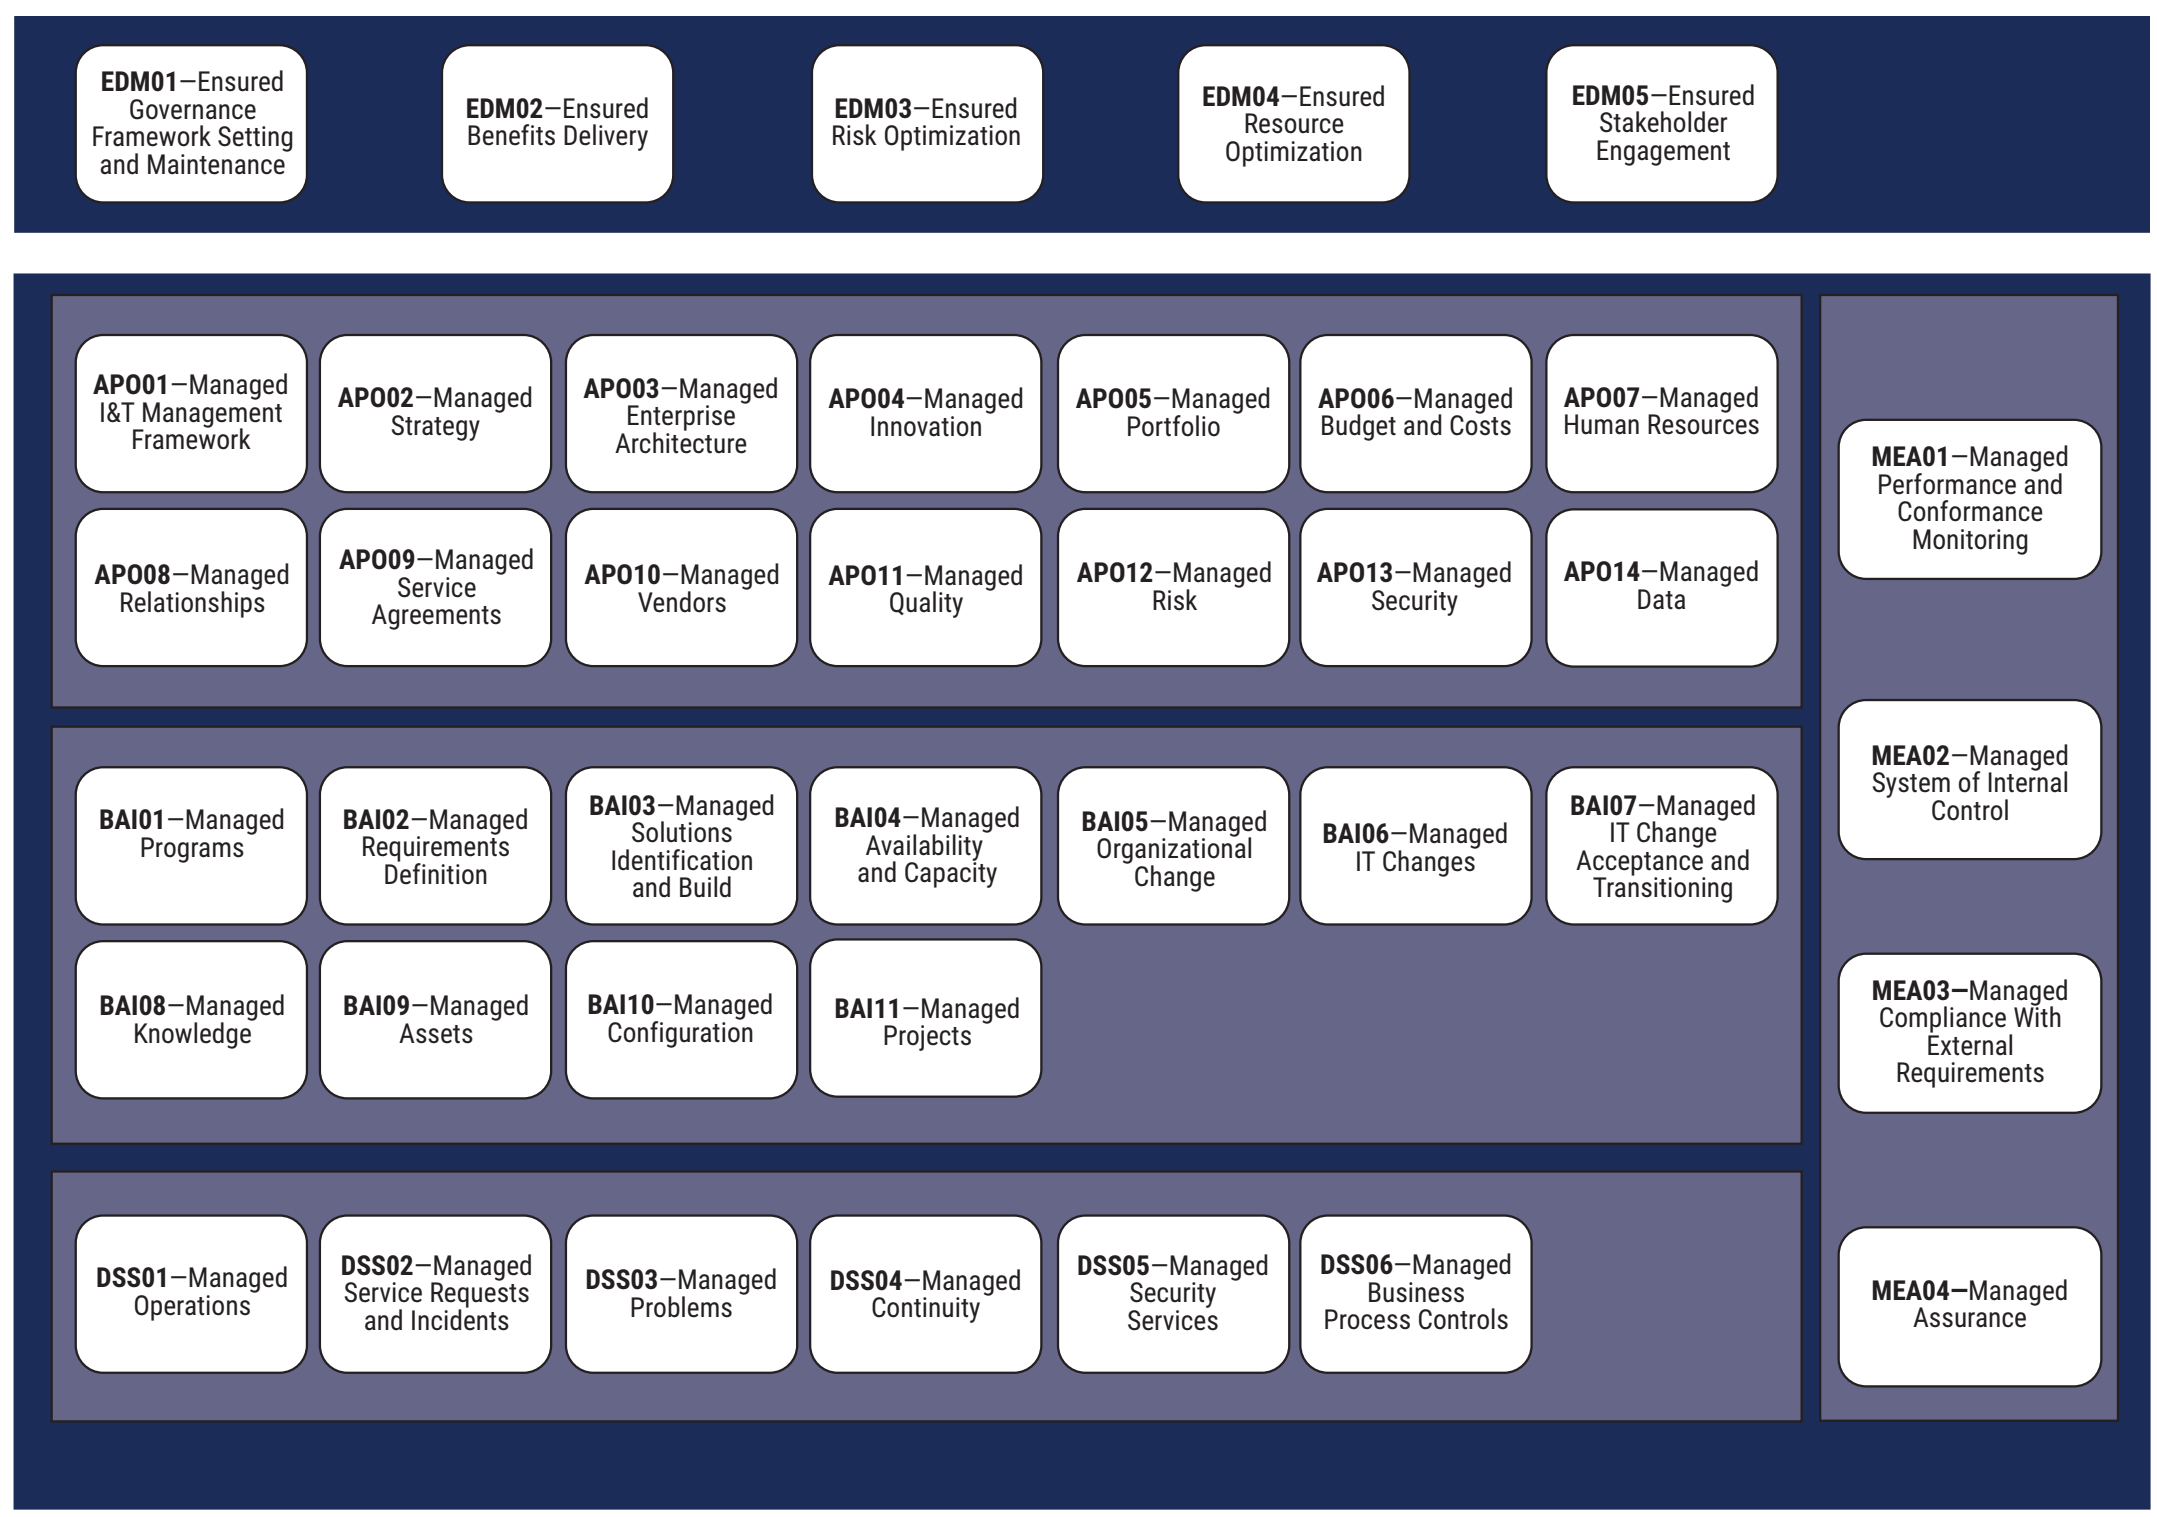 EDM01—Ensured
Governance
Framework Setting
and Maintenance
EDM02—Ensured
Benefits Delivery
EDM03—Ensured
Risk Optimization
EDM04—Ensured
Resource
Optimization
EDM05—Ensured
Stakeholder
Engagement
APO01—Managed
I&T Management
Framework
APO02—Managed
Strategy
APO03—Managed
Enterprise
Architecture
APO04—Managed
Innovation
APO05—Managed
Portfolio
APO06—Managed
Budget and Costs
APO07—Managed
Human Resources
APO08—Managed
Relationships
APO09—Managed
Service
Agreements
APO10—Managed
Vendors
APO11—Managed
Quality
APO12—Managed
Risk
APO13—Managed
Security
APO14—Managed
Data
BAI01—Managed
Programs
BAI02—Managed
Requirements
Definition
BAI03—Managed
Solutions
Identification
and Build
BAI04—Managed
Availability
and Capacity
BAI05—Managed
Organizational
Change
BAI06—Managed
IT Changes
BAI07—Managed
IT Change
Acceptance and
Transitioning
BAI08—Managed
Knowledge
BAI09—Managed
Assets
BAI10—Managed
Configuration
BAI11—Managed
Projects
DSS01—Managed
Operations
DSS02—Managed
Service Requests
and Incidents
DSS03—Managed
Problems
DSS04—Managed
Continuity
DSS05—Managed
Security
Services
DSS06—Managed
Business
Process Controls
MEA01—Managed
Performance and
Conformance
Monitoring
MEA02—Managed
System of Internal
Control
MEA03—Managed
Compliance With
External
Requirements
MEA04—Managed
Assurance